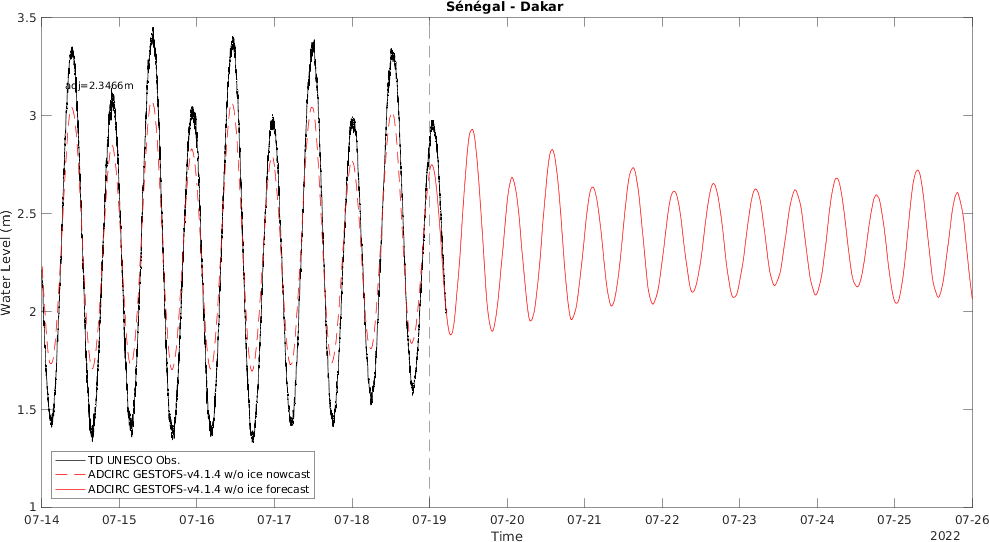 Sénégal - Dakar
adj=2.3466m
Water Level (m)
3.5
3
2.5
2
1.5
1
TD UNESCO Obs.
ADCIRC GESTOFS-v4.1.4 w/o ice nowcast
ADCIRC GESTOFS-v4.1.4 w/o ice forecast
07-14 07-15 07-16 07-17 07-18 07-19 07-20 07-21 07-22 07-23 07-24 07-25 07-26
Time
2022